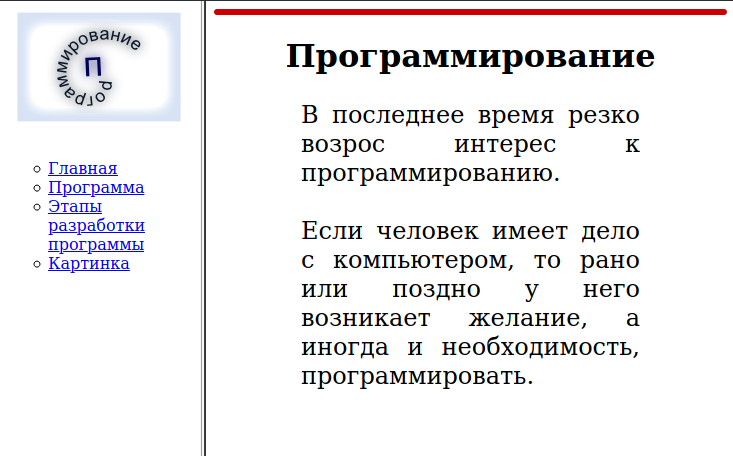 Программирование
П
Главная
Программа
Этапы
разработки
программы
Картинка
Программирование
В последнее время резко
возрос интерес к
программированию.
Если человек имеет дело
с компьютером, то рано
или поздно у него
возникает желание, а
иногда и необходимость,
программировать.